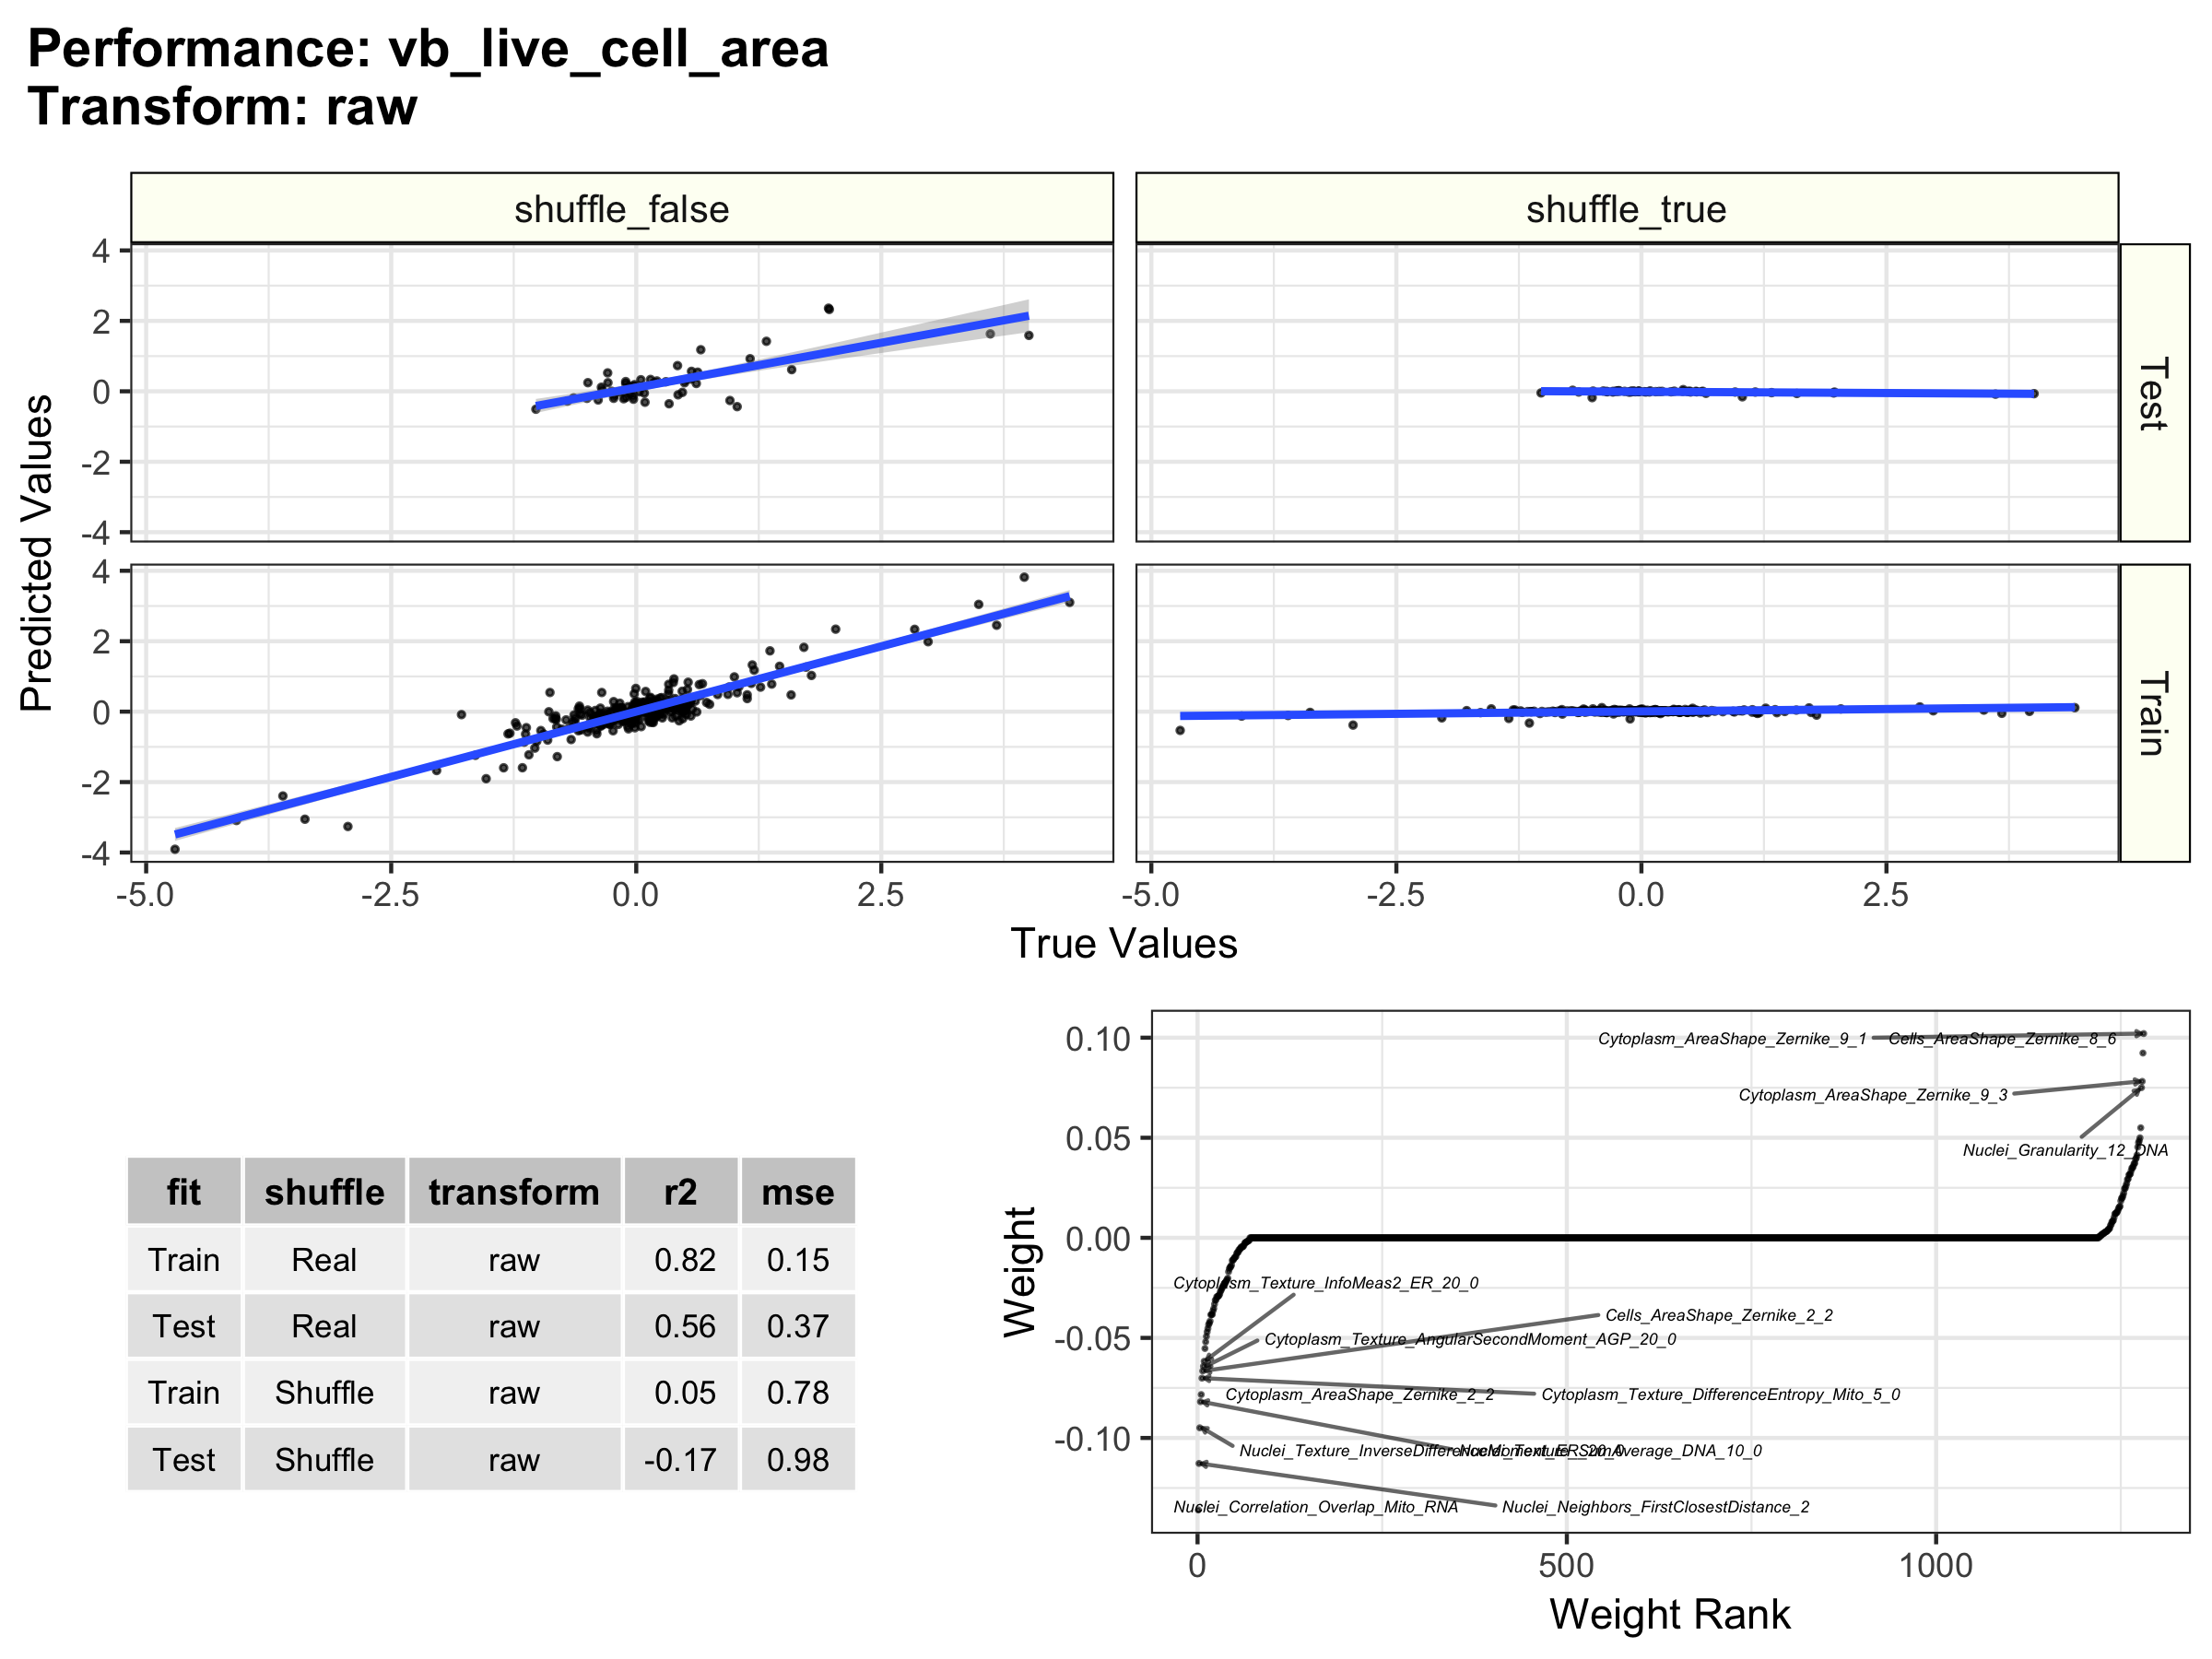 Performance: vb_live_cell_area
Transform: raw
shuffle_false
shuffle_true
4
2
0
-2
-4
Test
4
2
0
-2
-4
Train
Predicted Values
-5.0
-2.5
0.0
2.5
-5.0
-2.5
0.0
2.5
True Values
fit shuffle transform r2 mse
Train Real raw 0.82 0.15
Test Real raw 0.56 0.37
Train Shuffle raw 0.05 0.78
Test Shuffle raw -0.17 0.98
0.10
0.05
0.00
-0.05
-0.10
Weight
Cytoplasm_AreaShape_Zernike_9_1
Cells_AreaShape_Zernike_8_6
Cytoplasm_AreaShape_Zernike_9_3
Nuclei_Granularity_12_DNA
Cytoplasm_Texture_InfoMeas2_ER_20_0
Cells_AreaShape_Zernike_2_2
Cytoplasm_Texture_AngularSecondMoment_AGP_20_0
Cytoplasm_AreaShape_Zernike_2_2
Cytoplasm_Texture_DifferenceEntropy_Mito_5_0
Nuclei_Texture_InverseDifferenceMoment_ER_20_0
Nuclei_Texture_SumAverage_DNA_10_0
Nuclei_Correlation_Overlap_Mito_RNA
Nuclei_Neighbors_FirstClosestDistance_2
0
500
1000
Weight Rank